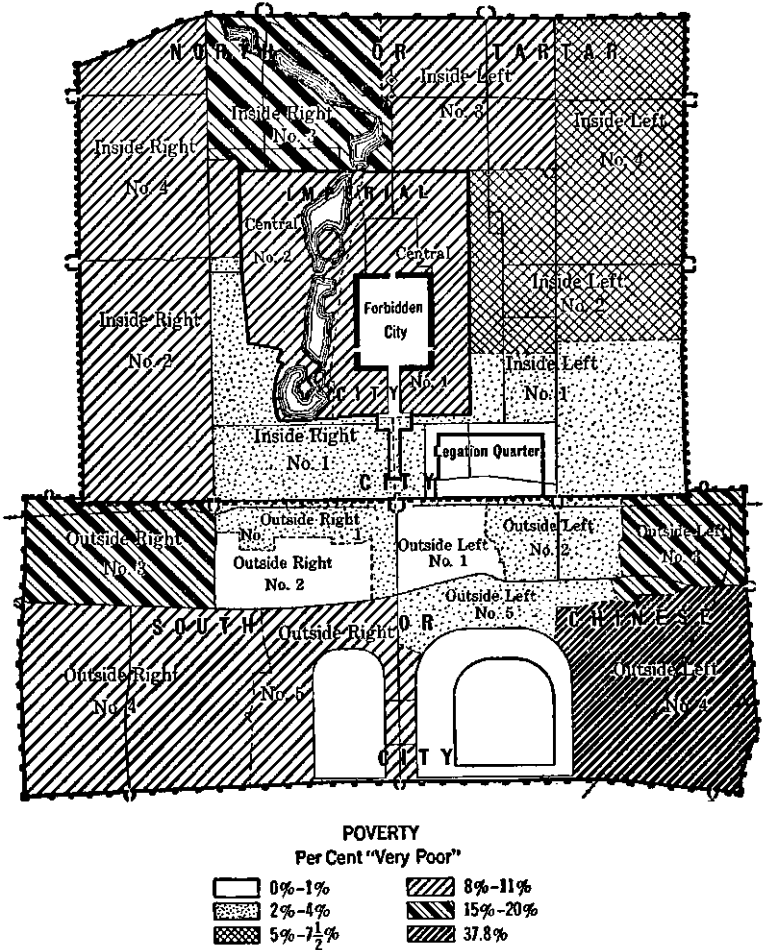 NORTH OR TARTAR
Inside Left
No. 3
Inside Right
No. 3
Inside Left
No. 4
Inside Right
No. 4
IMPERIAL
Central
No. 2
Central
Inside Left
No. 2
Forbidden
City
Inside Right
No. 2
Inside Left
No. 1
No. 1
CITY
Inside Right
No. 1
Legation Quarter
CITY
Outside Right
No. 1
Outside Left
No. 2
Outside Right
No. 3
Outside Left
No. 1
Outside Left
No. 3
Outside Right
No. 2
Outside Left
No. 5
SOUTH OR CHINESE
Outside Right
No. 5
Outside Right
No. 4
Outside Left
No. 4
CITY
POVERTY
Per Cent "Very Poor"
0%-1%
8%-11%
2%-4%
15%-20%
5%-7½%
37.8%